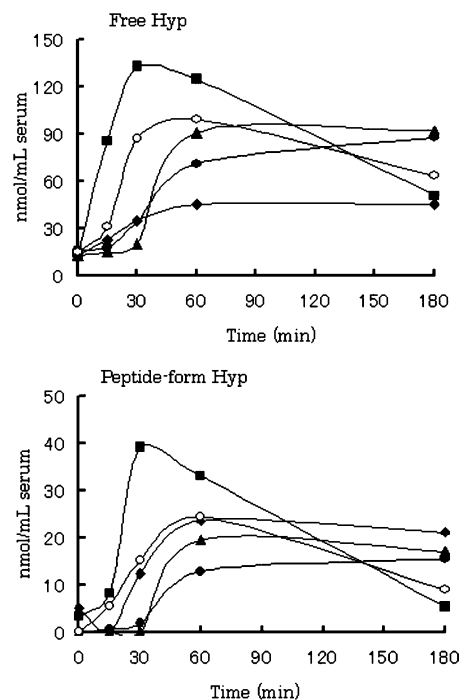 Free Hyp
150
120
90
60
30
0
nmol/mL serum
0 30 60 90 120 150 180
Time (min)
Peptide-form Hyp
50
40
30
20
10
0
nmol/mL serum
0 30 60 90 120 150 180
Time (min)